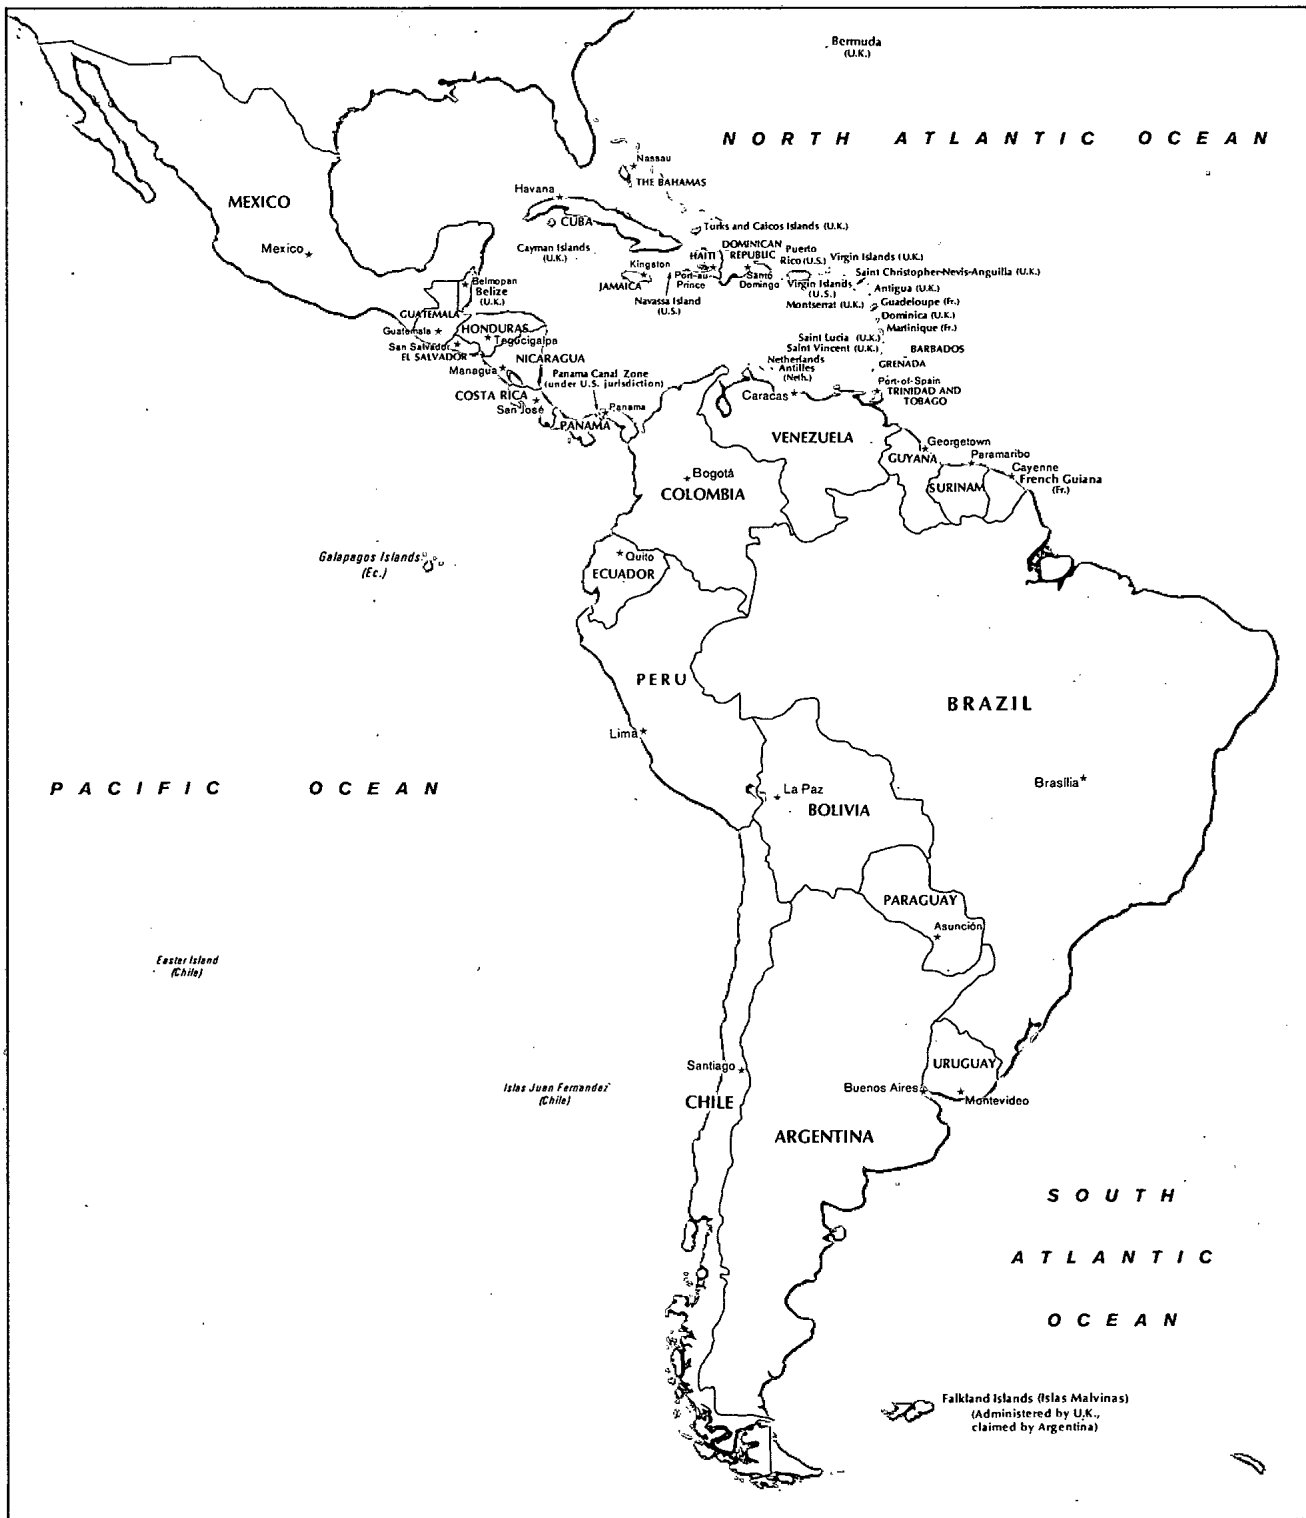 Bermuda
(U.K.)
NORTH ATLANTIC OCEAN
Nassau
THE BAHAMAS
MEXICO
Mexico
Havana
CUBA
Turks and Caicos Islands (U.K.)
Cayman Islands
(U.K.)
Kingston
JAMAICA
HAITI
Port-au-
Prince
Navassa Island
(U.S.)
DOMINICAN
REPUBLIC
Santo
Domingo
Puerto
Rico (U.S.)
Virgin Islands (U.K.)
Virgin Islands
(U.S.)
Saint Christopher-Nevis-Anguilla (U.K.)
Antigua (U.K.)
Montserrat (U.K.)
Guadeloupe (Fr.)
Dominica (U.K.)
Martinique (Fr.)
Saint Lucia (U.K.)
Saint Vincent (U.K.)
BARBADOS
GRENADA
Netherlands
Antilles
(Neth.)
Port-of-Spain
TRINIDAD AND
TOBAGO
Belmopan
Belize
(U.K.)
GUATEMALA
Guatemala
HONDURAS
Tegucigalpa
San Salvador
EL SALVADOR
NICARAGUA
Managua
Panama Canal Zone
(under U.S. jurisdiction)
COSTA RICA
San José
Panama
PANAMA
Caracas
VENEZUELA
Georgetown
GUYANA
Paramaribo
SURINAM
Cayenne
French Guiana
(Fr.)
Bogotá
COLOMBIA
Galapagos Islands
(Ec.)
Quito
ECUADOR
PERU
Lima
BRAZIL
Brasília
PACIFIC OCEAN
La Paz
BOLIVIA
PARAGUAY
Asunción
Easter Island
(Chile)
Santiago
CHILE
Islas Juan Fernandez
(Chile)
URUGUAY
Buenos Aires
Montevideo
ARGENTINA
SOUTH
ATLANTIC
OCEAN
Falkland Islands (Islas Malvinas)
(Administered by U.K.,
claimed by Argentina)